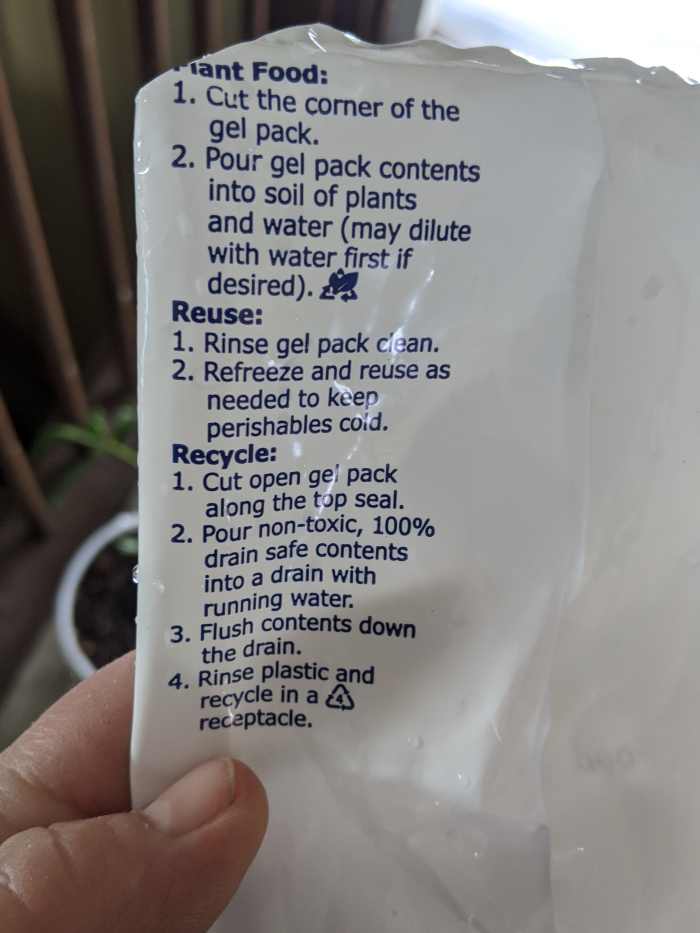 Plant Food:
1. Cut the corner of the
gel pack.
2. Pour gel pack contents
into soil of plants
and water (may dilute
with water first if
desired).
Reuse:
1. Rinse gel pack clean.
2. Refreeze and reuse as
needed to keep
perishables cold.
Recycle:
1. Cut open gel pack
along the top seal.
2. Pour non-toxic, 100%
drain safe contents
into a drain with
running water.
3. Flush contents down
the drain.
4. Rinse plastic and
recycle in a 4
receptacle.